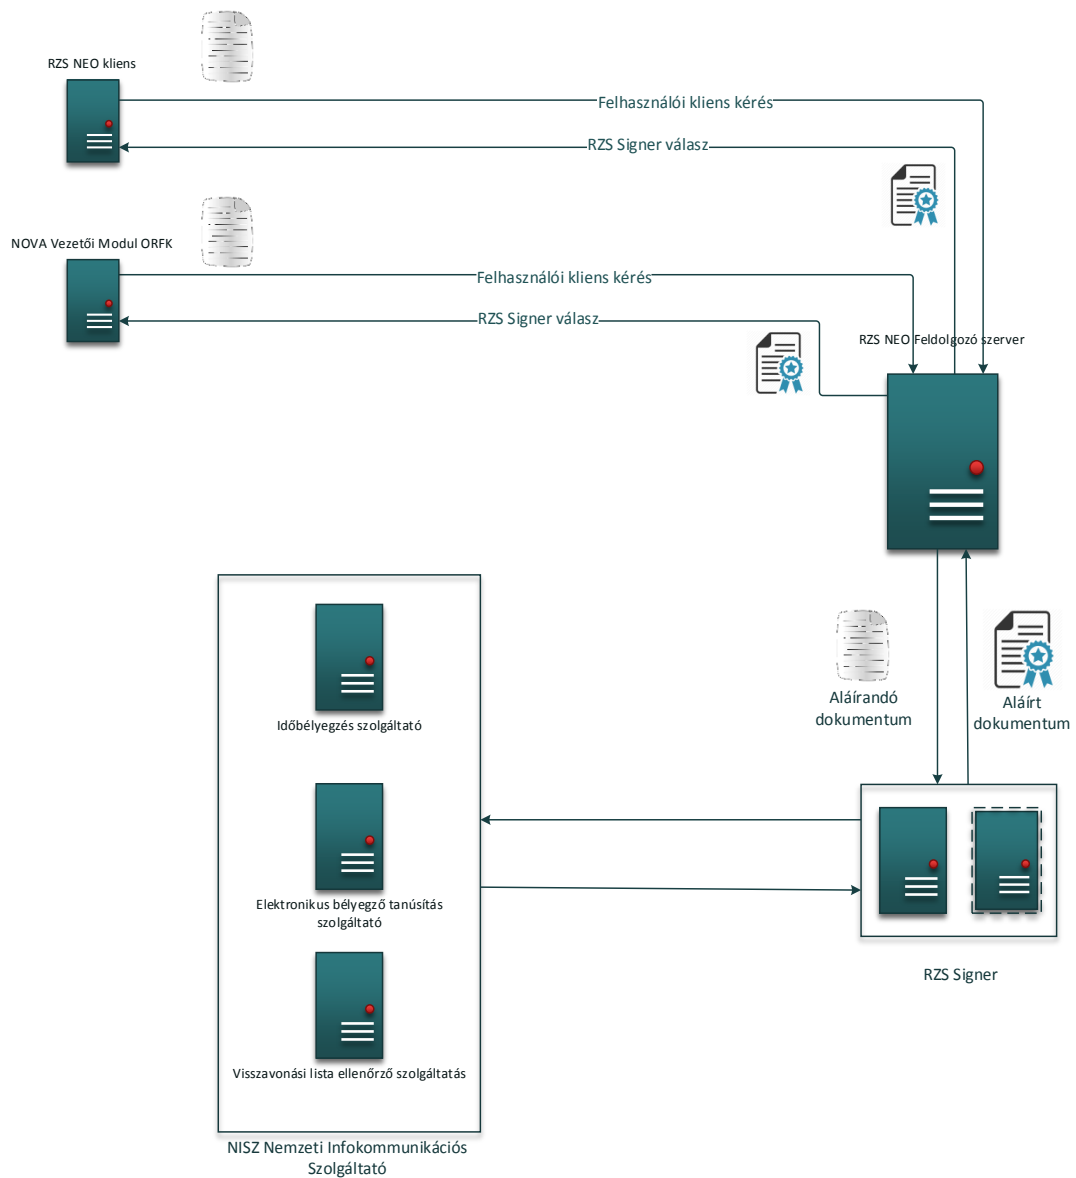 RZS NEO kliens
Felhasználói kliens kérés
RZS Signer válasz
NOVA Vezetői Modul ORFK
Felhasználói kliens kérés
RZS Signer válasz
RZS NEO Feldolgozó szerver
Aláírandó
dokumentum
Aláírt
dokumentum
Időbélyegzés szolgáltató
Elektronikus bélyegző tanúsítás
szolgáltató
RZS Signer
Visszavonási lista ellenőrző szolgáltatás
NISZ Nemzeti Infokommunikációs
Szolgáltató